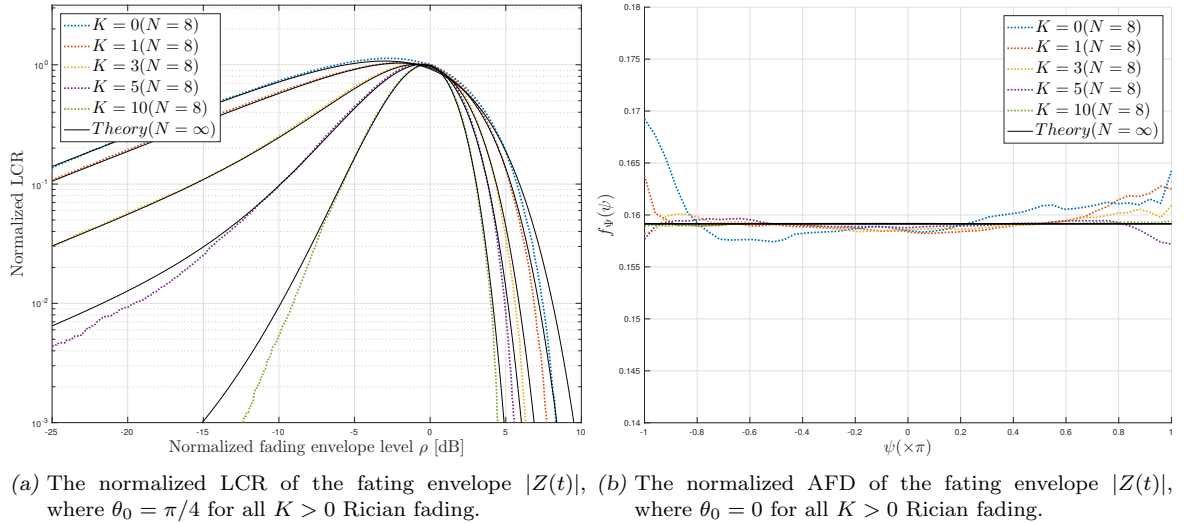 K = 0(N = 8)
K = 1(N = 8)
K = 3(N = 8)
K = 5(N = 8)
K = 10(N = 8)
Theory(N = ∞)
Normalized LCR
10^0
10^-1
10^-2
10^-3
-25 -20 -15 -10 -5 0 5 10
Normalized fading envelope level ρ [dB]
(a) The normalized LCR of the fating envelope |Z(t)|,
where θ₀ = π/4 for all K > 0 Rician fading.
K = 0(N = 8)
K = 1(N = 8)
K = 3(N = 8)
K = 5(N = 8)
K = 10(N = 8)
Theory(N = ∞)
f_Ψ(ψ)
0.18
0.175
0.17
0.165
0.16
0.155
0.15
0.145
0.14
-1 -0.8 -0.6 -0.4 -0.2 0 0.2 0.4 0.6 0.8 1
ψ(×π)
(b) The normalized AFD of the fating envelope |Z(t)|,
where θ₀ = 0 for all K > 0 Rician fading.